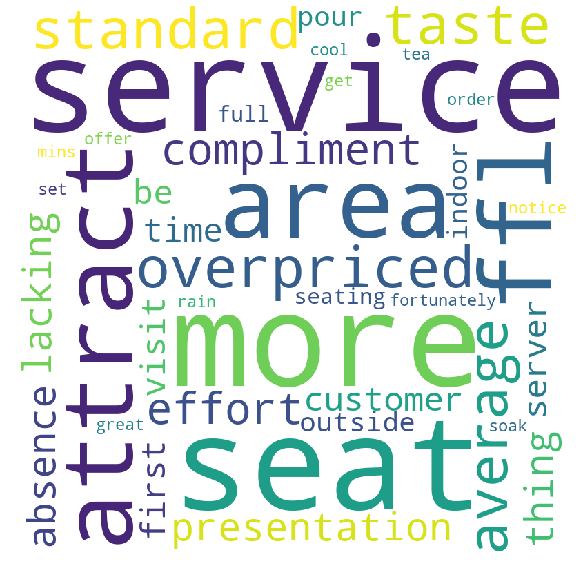 standard
pour
taste
cool
tea
service
get
order
full
offer
compliment
mins
attract
set
be
area
indoor
ffl
notice
time
lacking
overpriced
seating
fortunately
rain
visit
more
server
effort
customer
average
outside
great
soak
absence
first
seat
thing
presentation